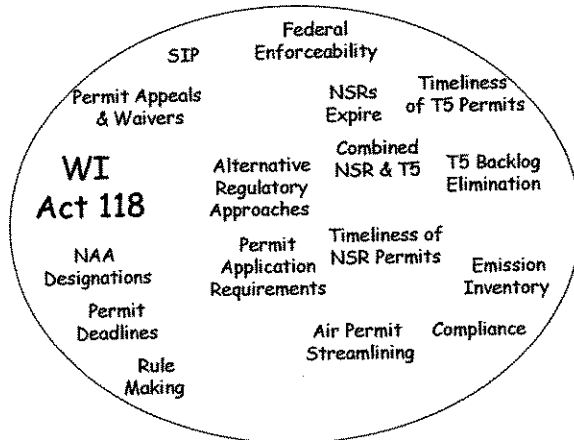 Federal
Enforceability
SIP
Permit Appeals
& Waivers
NSRs
Expire
Timeliness
of T5 Permits
WI
Act 118
Alternative
Regulatory
Approaches
Combined
NSR & T5
T5 Backlog
Elimination
NAA
Designations
Permit
Application
Requirements
Timeliness of
NSR Permits
Emission
Inventory
Permit
Deadlines
Air Permit
Streamlining
Compliance
Rule
Making